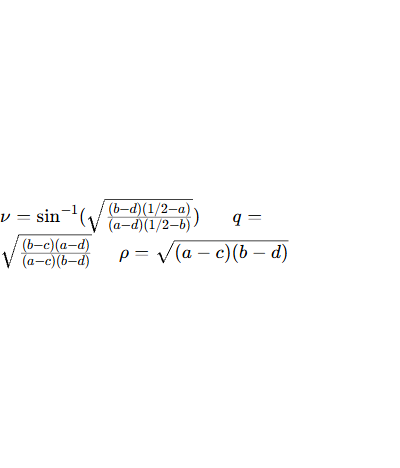 ν = sin⁻¹(√((b−d)(1/2−a)/(a−d)(1/2−b))) q =
√((b−c)(a−d)/(a−c)(b−d)) ρ = √((a − c)(b − d))